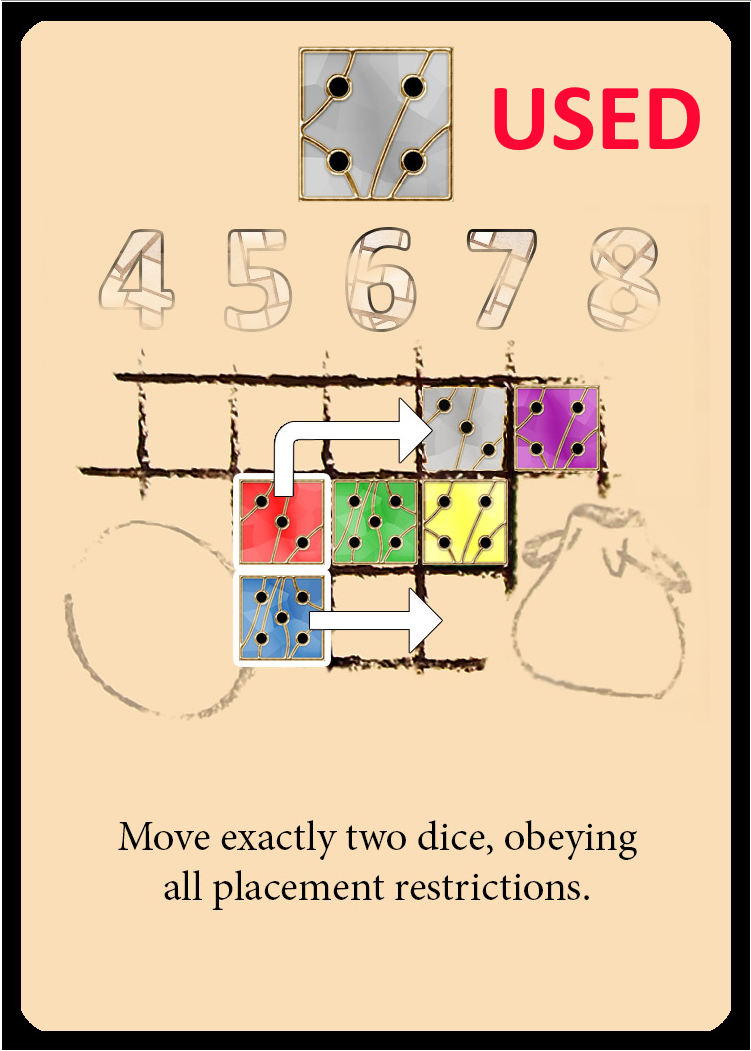 USED
4 5 6 7 8
Move exactly two dice, obeying
all placement restrictions.